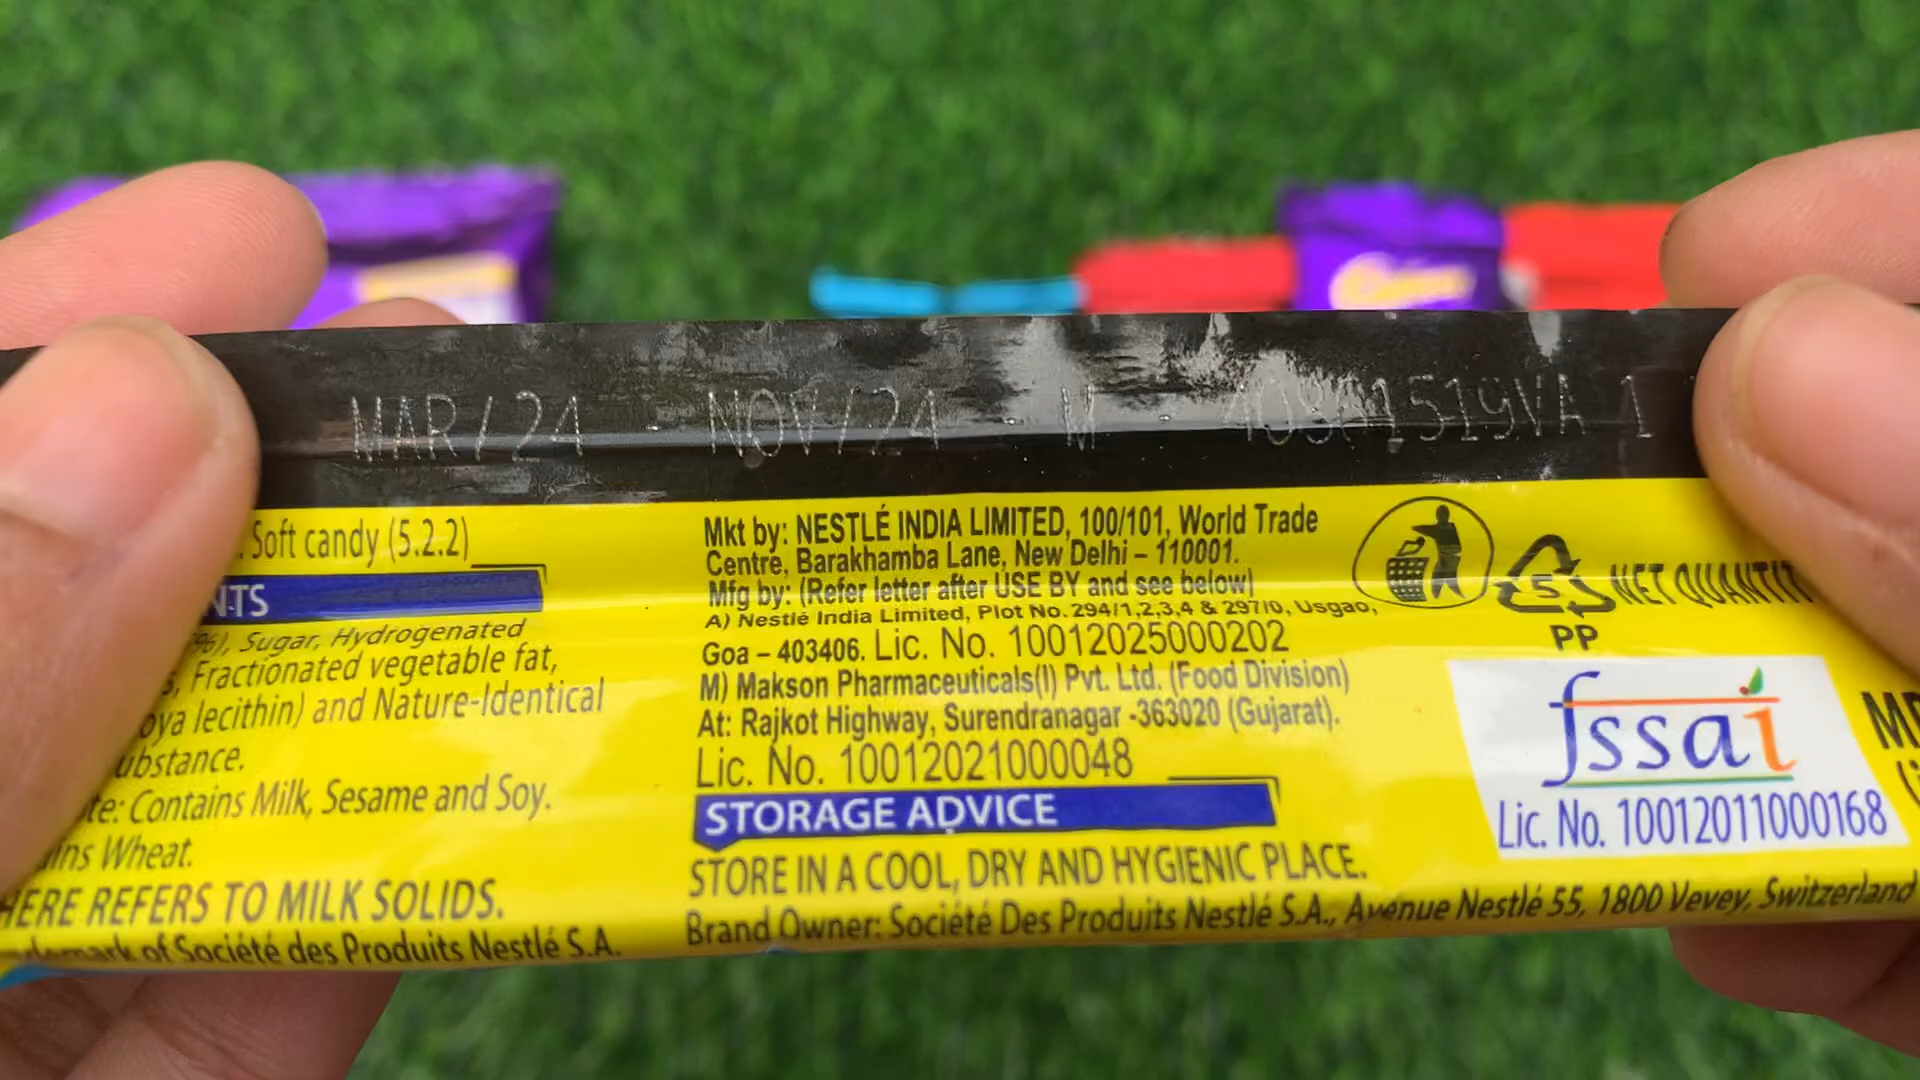 MAR/24 - NOV/24 - M -
. Soft candy (5.2.2)
NTS
%), Sugar, Hydrogenated
, Fractionated vegetable fat,
oya lecithin) and Nature-Identical
ubstance.
te: Contains Milk, Sesame and Soy.
ins Wheat.
HERE REFERS TO MILK SOLIDS.
demark of Société des Produits Nestlé S.A.
Mkt by: NESTLÉ INDIA LIMITED, 100/101, World Trade
Centre, Barakhamba Lane, New Delhi – 110001.
Mfg by: (Refer letter after USE BY and see below)
A) Nestlé India Limited, Plot No. 294/1,2,3,4 & 297/0, Usgao,
Goa – 403406. Lic. No. 10012025000202
M) Makson Pharmaceuticals(I) Pvt. Ltd. (Food Division)
At: Rajkot Highway, Surendranagar -363020 (Gujarat).
Lic. No. 10012021000048
STORAGE ADVICE
STORE IN A COOL, DRY AND HYGIENIC PLACE.
Brand Owner: Société Des Produits Nestlé S.A., Avenue Nestlé 55, 1800 Vevey, Switzerland
5
PP
NET QUANTIT
fssai
Lic. No. 10012011000168